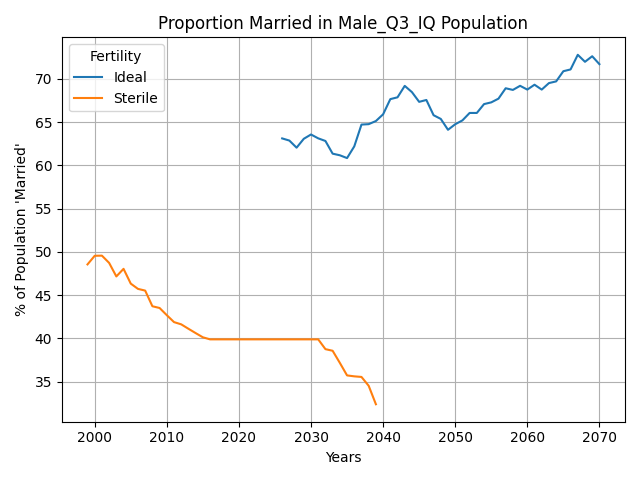 Proportion Married in Male_Q3_IQ Population
Fertility
Ideal
Sterile
% of Population 'Married'
70
65
60
55
50
45
40
35
2000 2010 2020 2030 2040 2050 2060 2070
Years